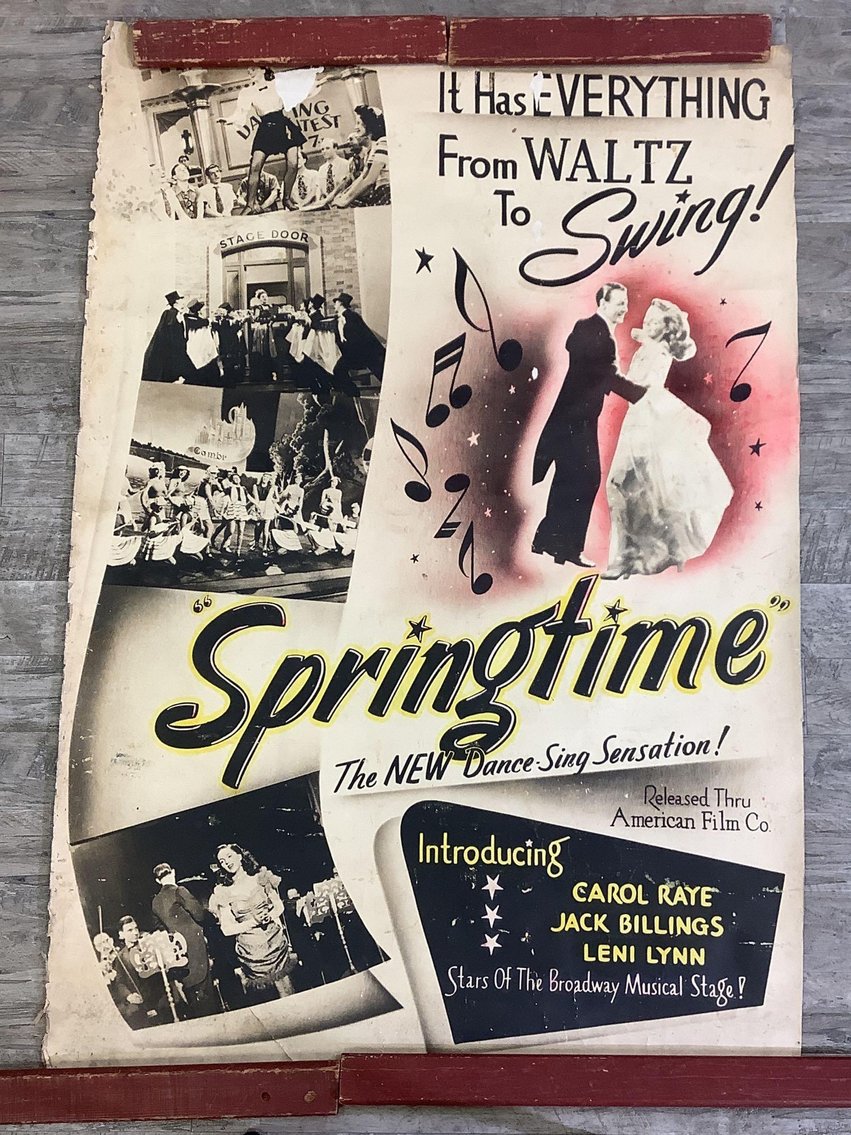 It Has EVERYTHING
From WALTZ
To Swing!
STAGE DOOR
"Springtime"
The NEW Dance-Sing Sensation!
Released Thru
American Film Co.
Introducing
CAROL RAYE
JACK BILLINGS
LENI LYNN
Stars Of The Broadway Musical Stage!